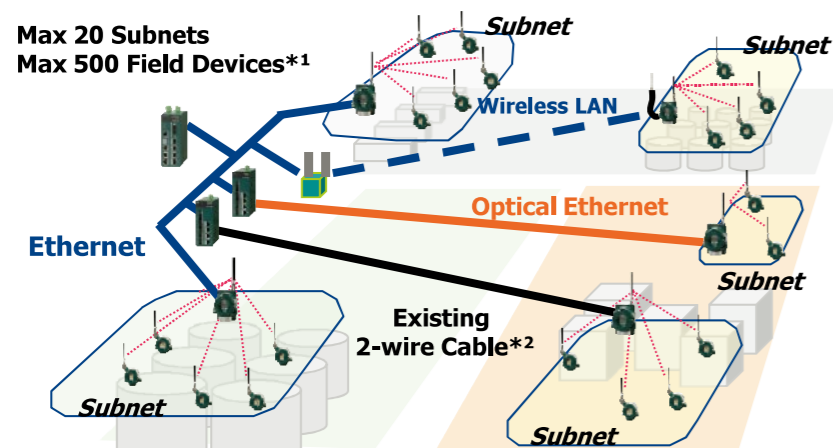 Max 20 Subnets
Max 500 Field Devices*1
Subnet
Subnet
Wireless LAN
Optical Ethernet
Ethernet
Subnet
Existing
2-wire Cable*2
Subnet
Subnet